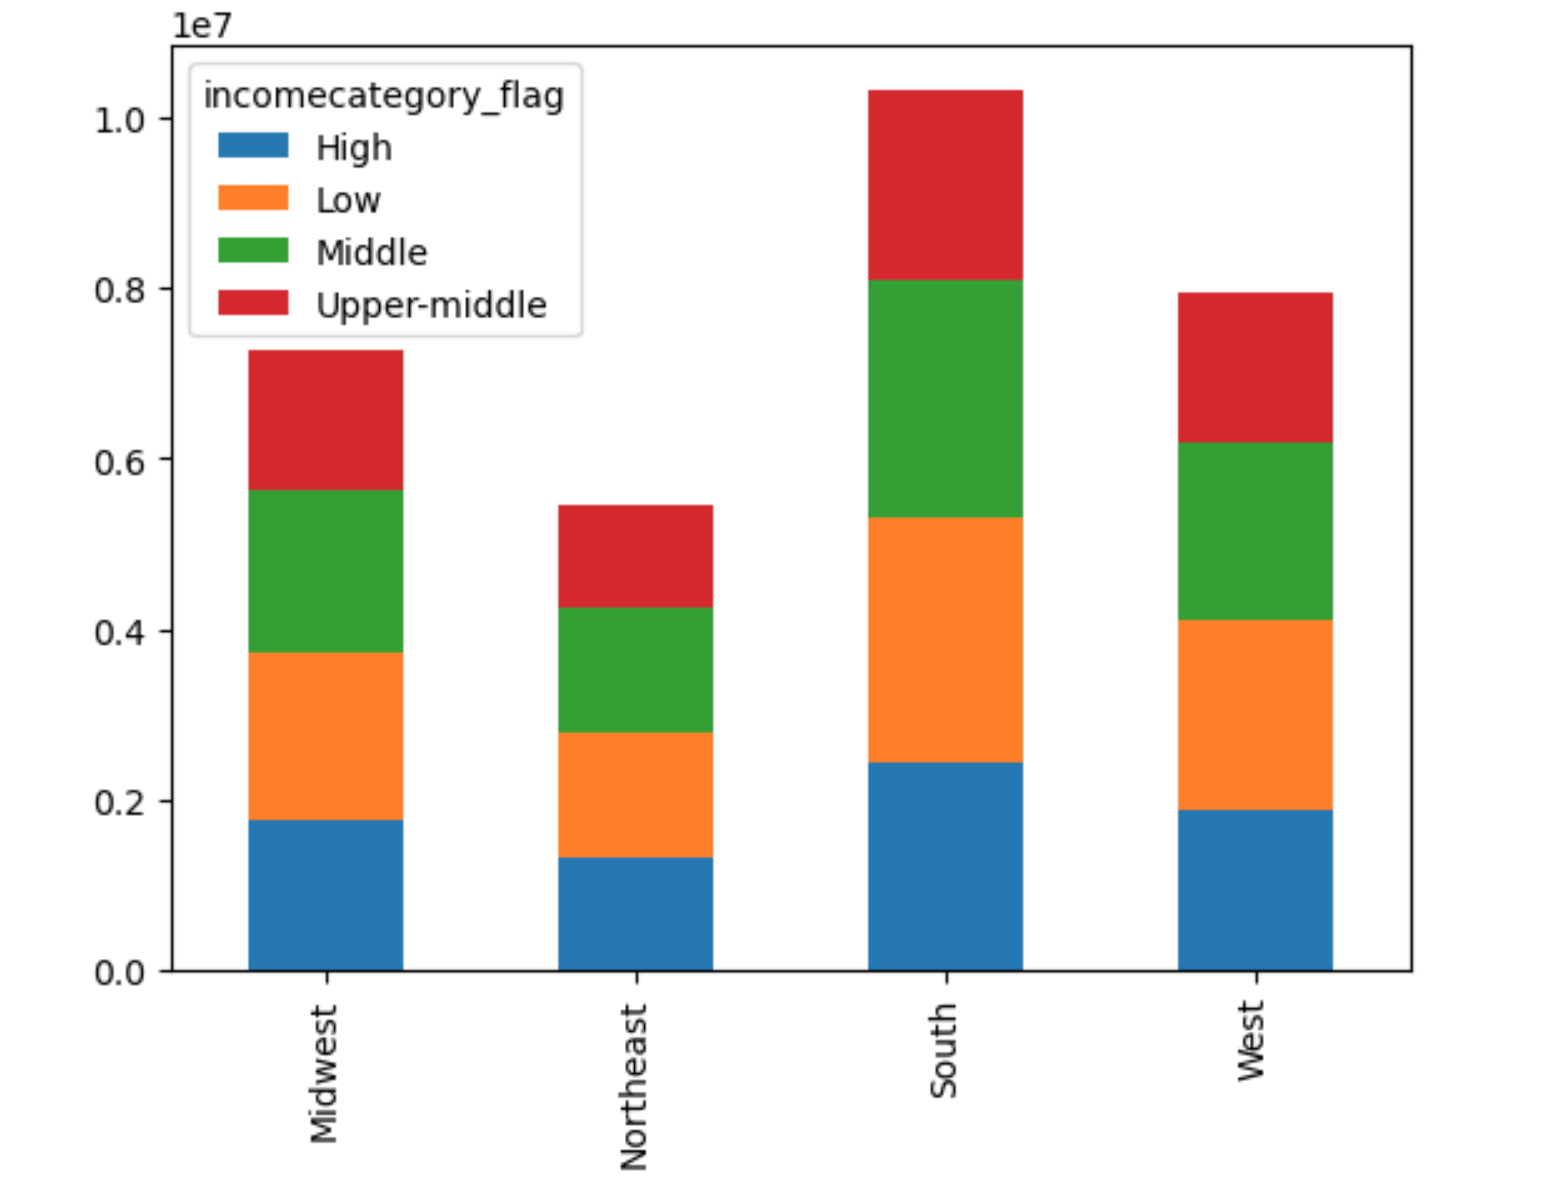 1e7
incomecategory_flag
High
Low
Middle
Upper-middle
1.0
0.8
0.6
0.4
0.2
0.0
Midwest
Northeast
South
West